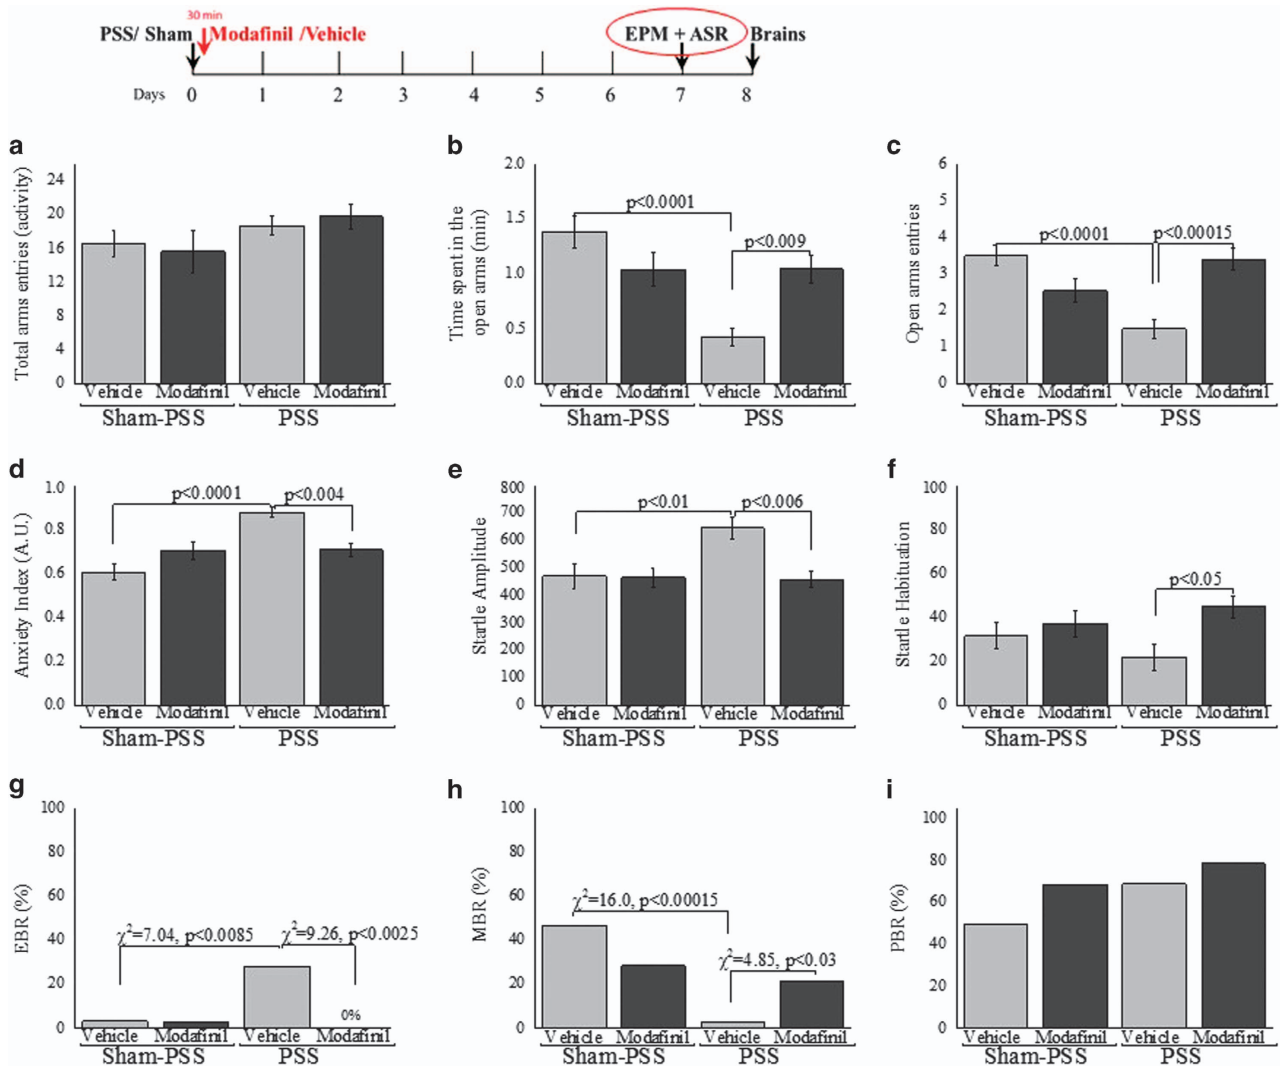 30 min
PSS/ Sham Modafinil /Vehicle EPM + ASR Brains
Days 0 1 2 3 4 5 6 7 8
a
Total arms entries (activity)
24
20
16
12
8
4
0
Vehicle Modafinil Vehicle Modafinil
Sham-PSS PSS
b
Time spent in the
open arms (min)
2.0
1.5
1.0
0.5
0.0
p<0.0001
p<0.009
Vehicle Modafinil Vehicle Modafinil
Sham-PSS PSS
c
Open arms entries
6
5
4
3
2
1
0
p<0.0001 p<0.00015
Vehicle Modafinil Vehicle Modafinil
Sham-PSS PSS
d
Anxiety Index (A.U.)
1.0
0.8
0.6
0.4
0.2
0.0
p<0.0001 p<0.004
Vehicle Modafinil Vehicle Modafinil
Sham-PSS PSS
e
Startle Amplitude
800
700
600
500
400
300
200
100
0
p<0.01 p<0.006
Vehicle Modafinil Vehicle Modafinil
Sham-PSS PSS
f
Startle Habituation
100
80
60
40
20
0
p<0.05
Vehicle Modafinil Vehicle Modafinil
Sham-PSS PSS
g
EBR (%)
100
80
60
40
20
0
χ²=7.04, p<0.0085 χ²=9.26, p<0.0025
0%
Vehicle Modafinil Vehicle Modafinil
Sham-PSS PSS
h
MBR (%)
100
80
60
40
20
0
χ²=16.0, p<0.00015
χ²=4.85, p<0.03
Vehicle Modafinil Vehicle Modafinil
Sham-PSS PSS
i
PBR (%)
100
80
60
40
20
0
Vehicle Modafinil Vehicle Modafinil
Sham-PSS PSS